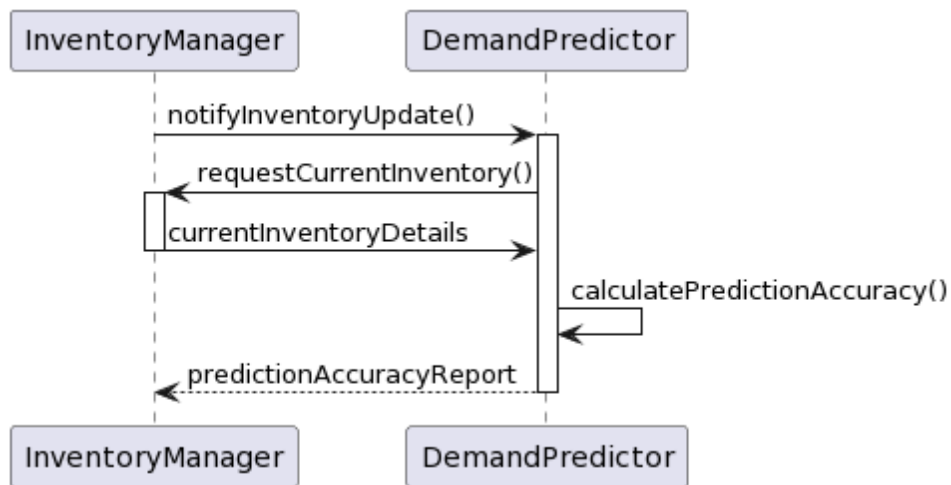 InventoryManager
DemandPredictor
notifyInventoryUpdate()
requestCurrentInventory()
currentInventoryDetails
calculatePredictionAccuracy()
predictionAccuracyReport
InventoryManager
DemandPredictor